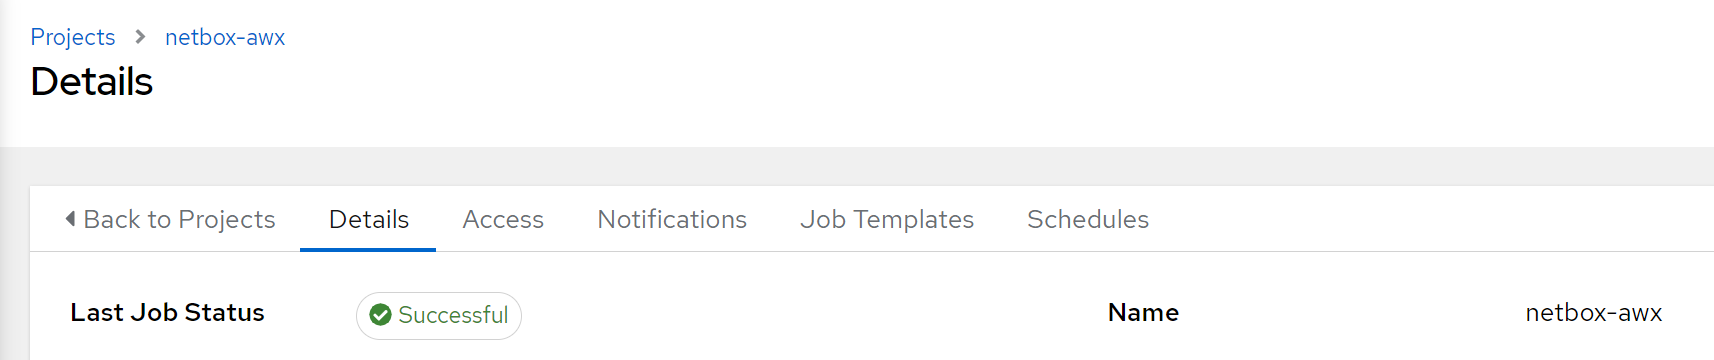 Projects > netbox-awx
Details
Back to Projects Details Access Notifications Job Templates Schedules
Last Job Status Successful Name netbox-awx